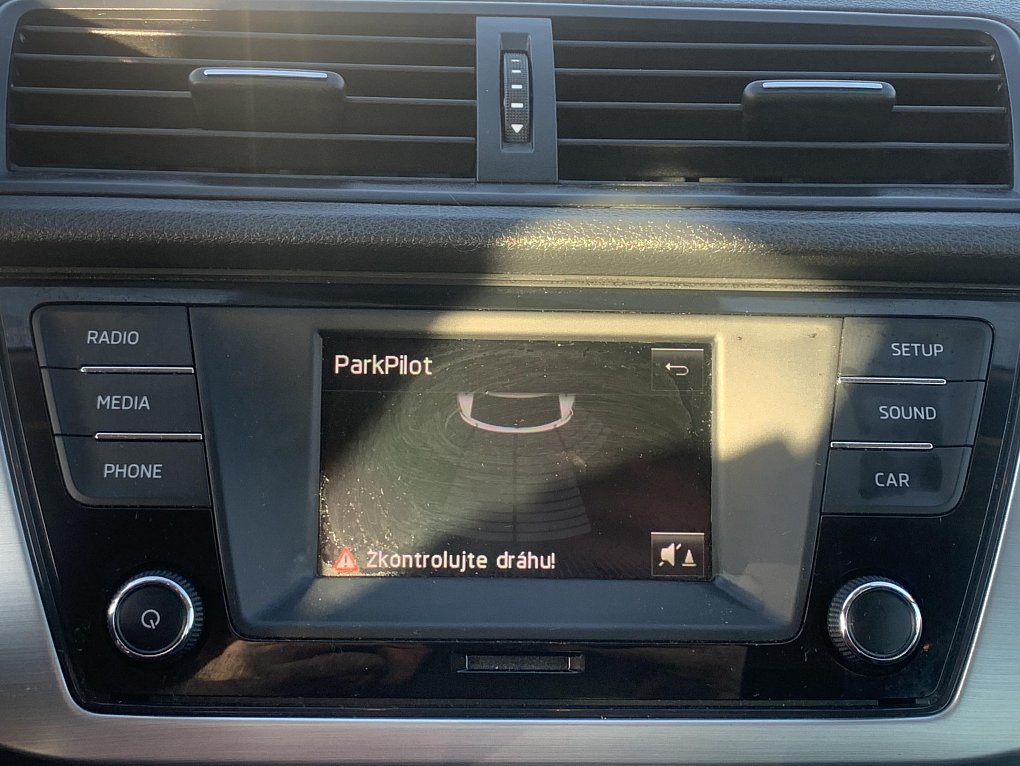 RADIO
MEDIA
PHONE
ParkPilot
Zkontrolujte dráhu!
SETUP
SOUND
CAR